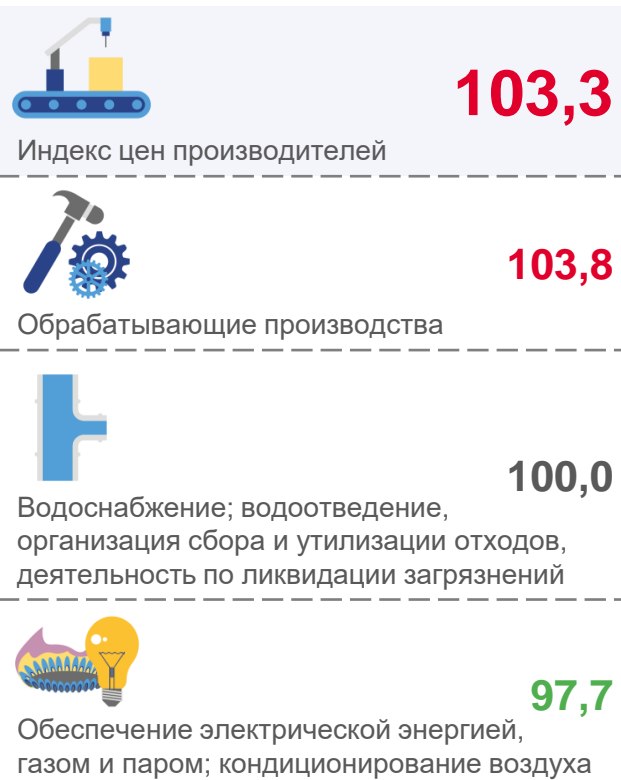 103,3
Индекс цен производителей
103,8
Обрабатывающие производства
100,0
Водоснабжение; водоотведение,
организация сбора и утилизации отходов,
деятельность по ликвидации загрязнений
97,7
Обеспечение электрической энергией,
газом и паром; кондиционирование воздуха